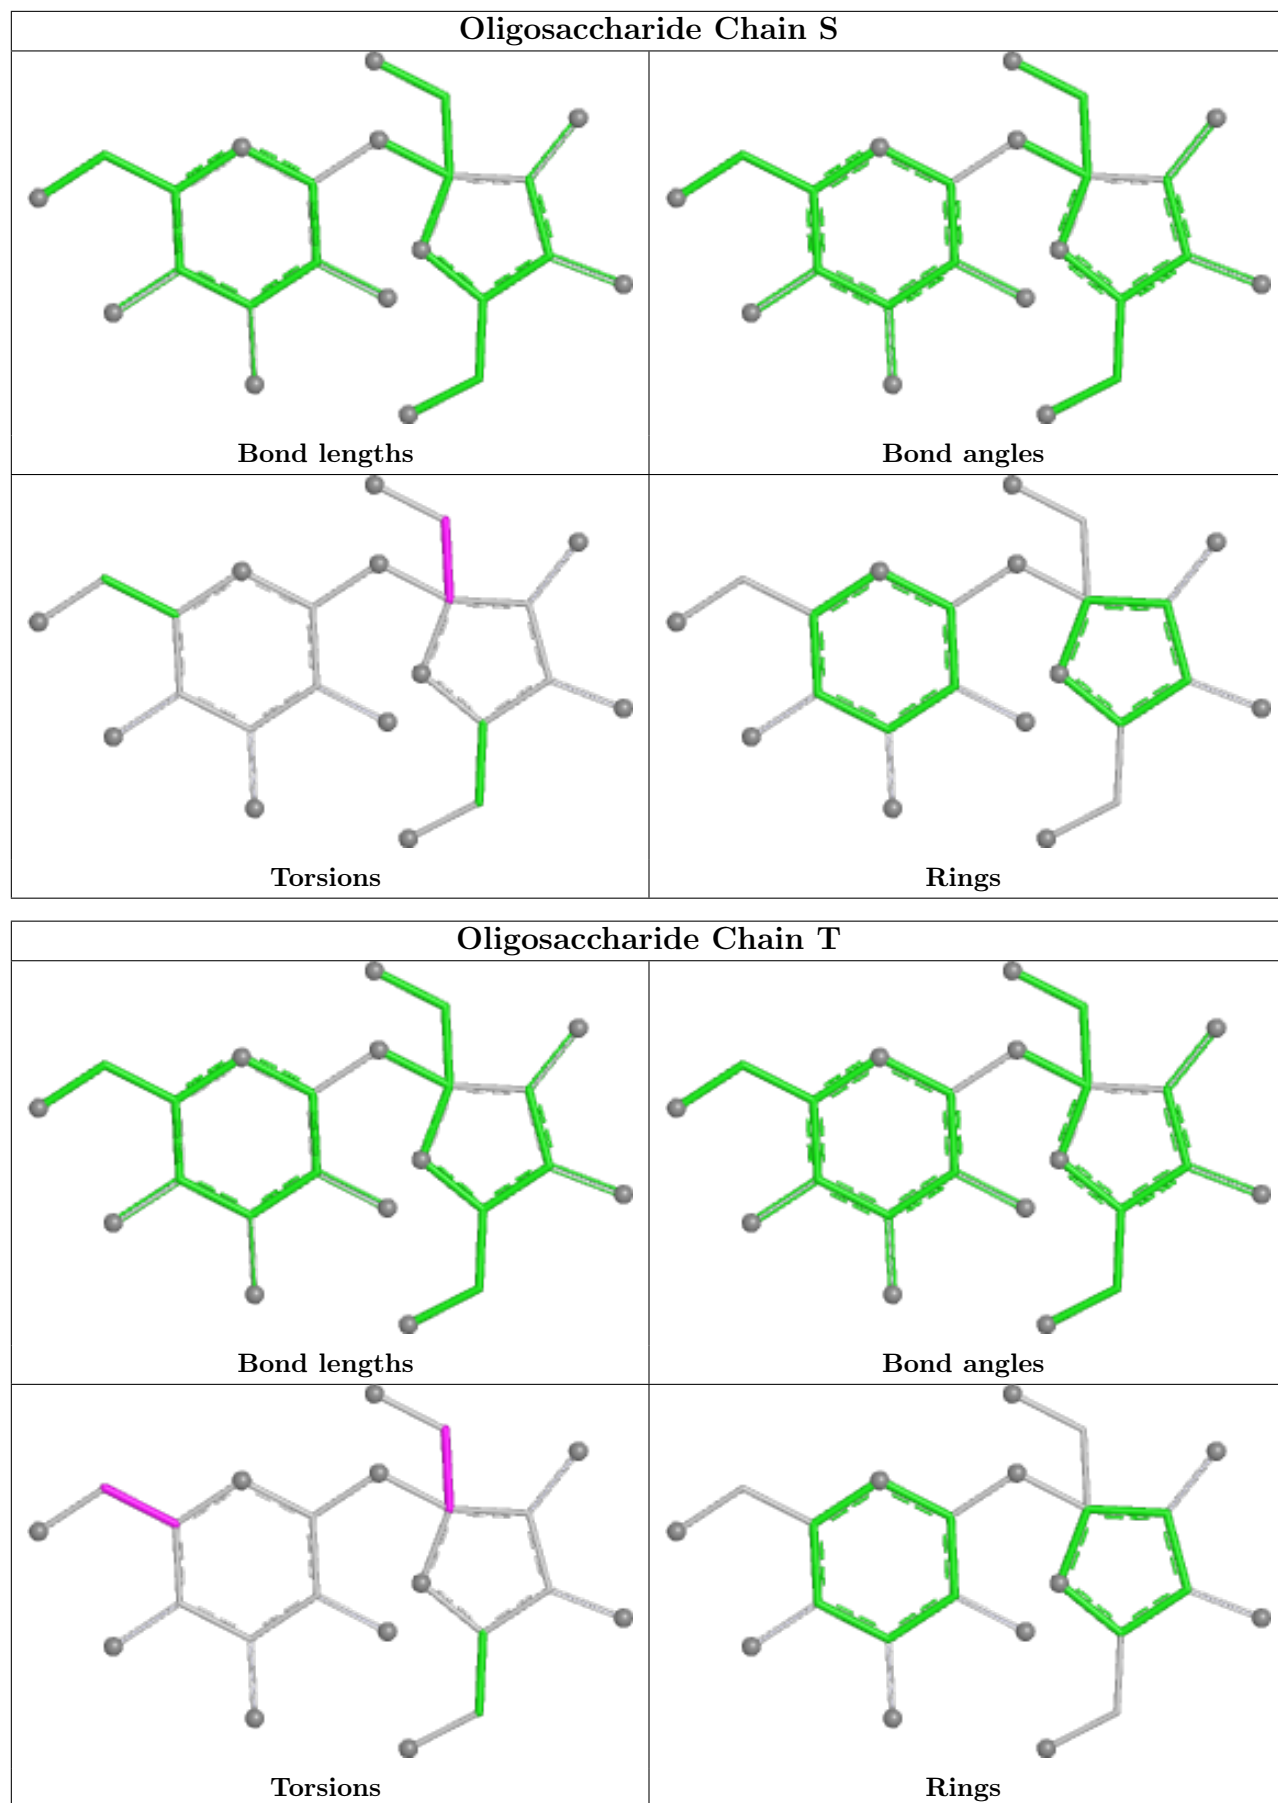 Oligosaccharide Chain S
Bond lengths
Bond angles
Torsions
Rings
Oligosaccharide Chain T
Bond lengths
Bond angles
Torsions
Rings